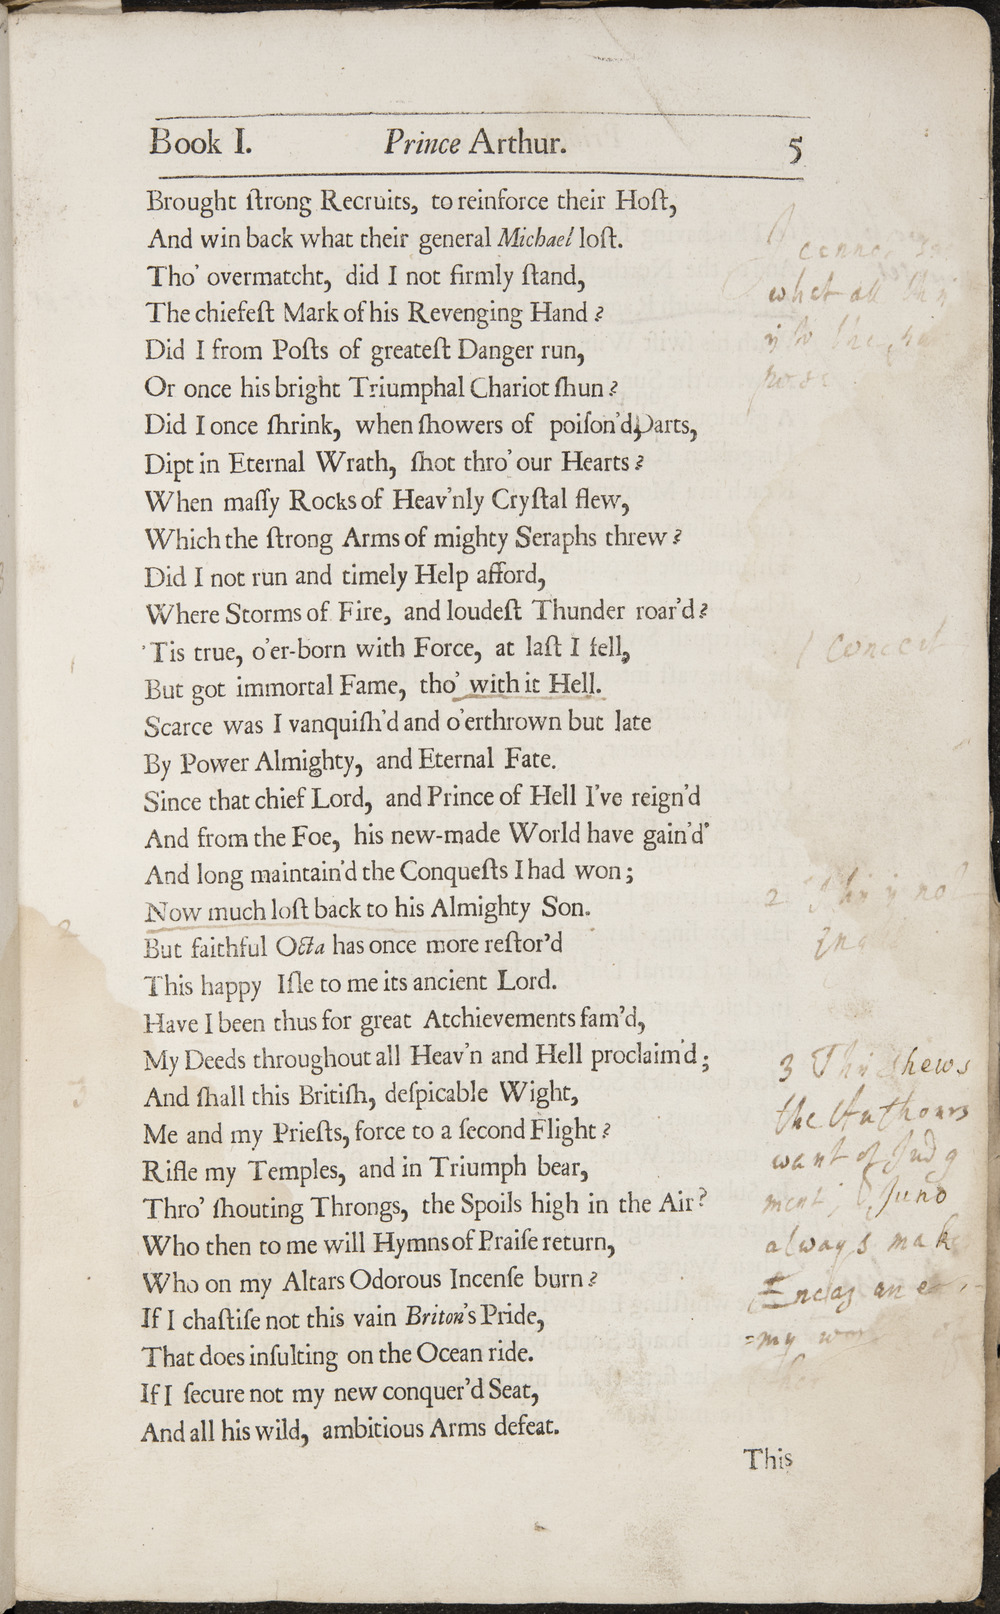 Book I. Prince Arthur. 5
Brought ſtrong Recruits, to reinforce their Hoſt,
And win back what their general Michael loſt.
Tho' overmatcht, did I not firmly ſtand,
The chiefeſt Mark of his Revenging Hand?
Did I from Poſts of greateſt Danger run,
Or once his bright Triumphal Chariot ſhun?
Did I once ſhrink, when ſhowers of poiſon'd Darts,
Dipt in Eternal Wrath, ſhot thro' our Hearts?
When maſſy Rocks of Heav'nly Cryſtal flew,
Which the ſtrong Arms of mighty Seraphs threw?
Did I not run and timely Help afford,
Where Storms of Fire, and loudeſt Thunder roar'd?
'Tis true, o'er-born with Force, at laſt I fell,
But got immortal Fame, tho' with it Hell.
Scarce was I vanquiſh'd and o'erthrown but late
By Power Almighty, and Eternal Fate.
Since that chief Lord, and Prince of Hell I've reign'd
And from the Foe, his new-made World have gain'd
And long maintain'd the Conqueſts I had won;
Now much loſt back to his Almighty Son.
But faithful Octa has once more reſtor'd
This happy Iſle to me its ancient Lord.
Have I been thus for great Atchievements fam'd,
My Deeds throughout all Heav'n and Hell proclaim'd;
And ſhall this Britiſh, deſpicable Wight,
Me and my Prieſts, force to a ſecond Flight?
Rifle my Temples, and in Triumph bear,
Thro' ſhouting Throngs, the Spoils high in the Air?
Who then to me will Hymns of Praiſe return,
Who on my Altars Odorous Incenſe burn?
If I chaſtiſe not this vain Briton's Pride,
That does inſulting on the Ocean ride.
If I ſecure not my new conquer'd Seat,
And all his wild, ambitious Arms defeat.
This
what all
the
1
1 conceit
2
2 not
3
3 This shews
the Authours
want of Judg
ment; Juno
always mak
Eneas an e
=my